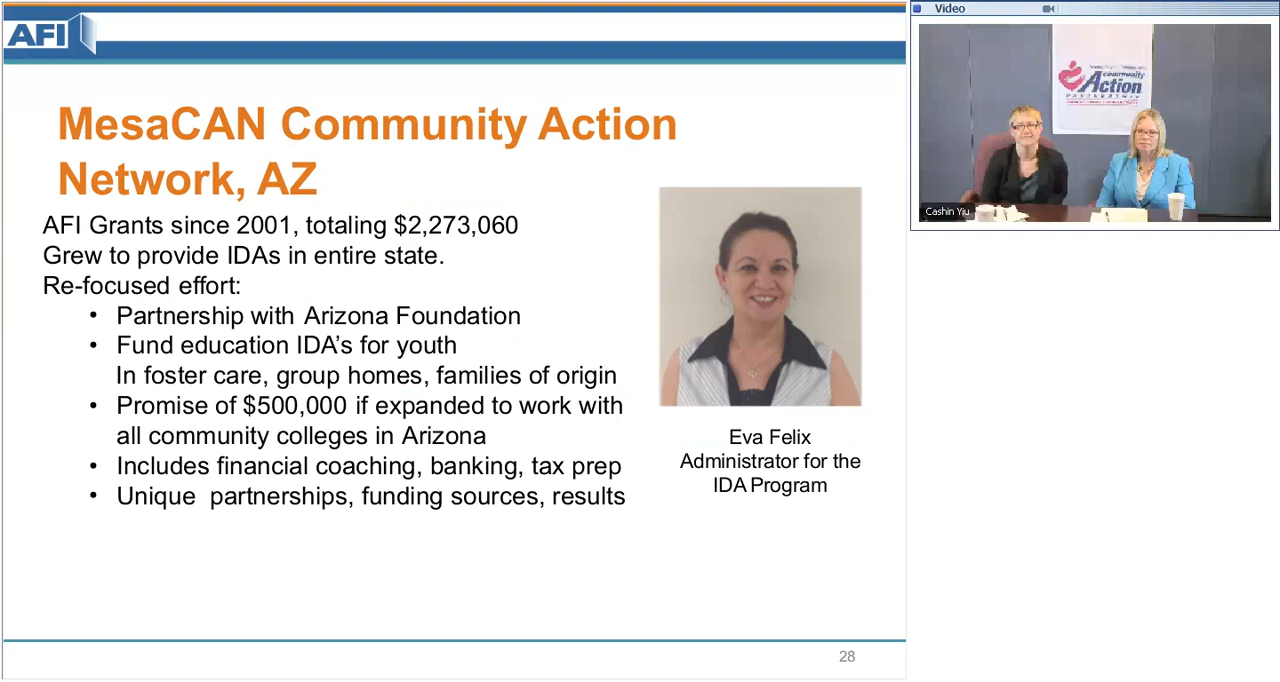 AFI
MesaCAN Community Action
Network, AZ
AFI Grants since 2001, totaling $2,273,060
Grew to provide IDAs in entire state.
Re-focused effort:
• Partnership with Arizona Foundation
• Fund education IDA’s for youth
In foster care, group homes, families of origin
• Promise of $500,000 if expanded to work with
all community colleges in Arizona
• Includes financial coaching, banking, tax prep
• Unique partnerships, funding sources, results
Eva Felix
Administrator for the
IDA Program
28
Video
community
Action
PARTNERSHIP
Cashin Yiu